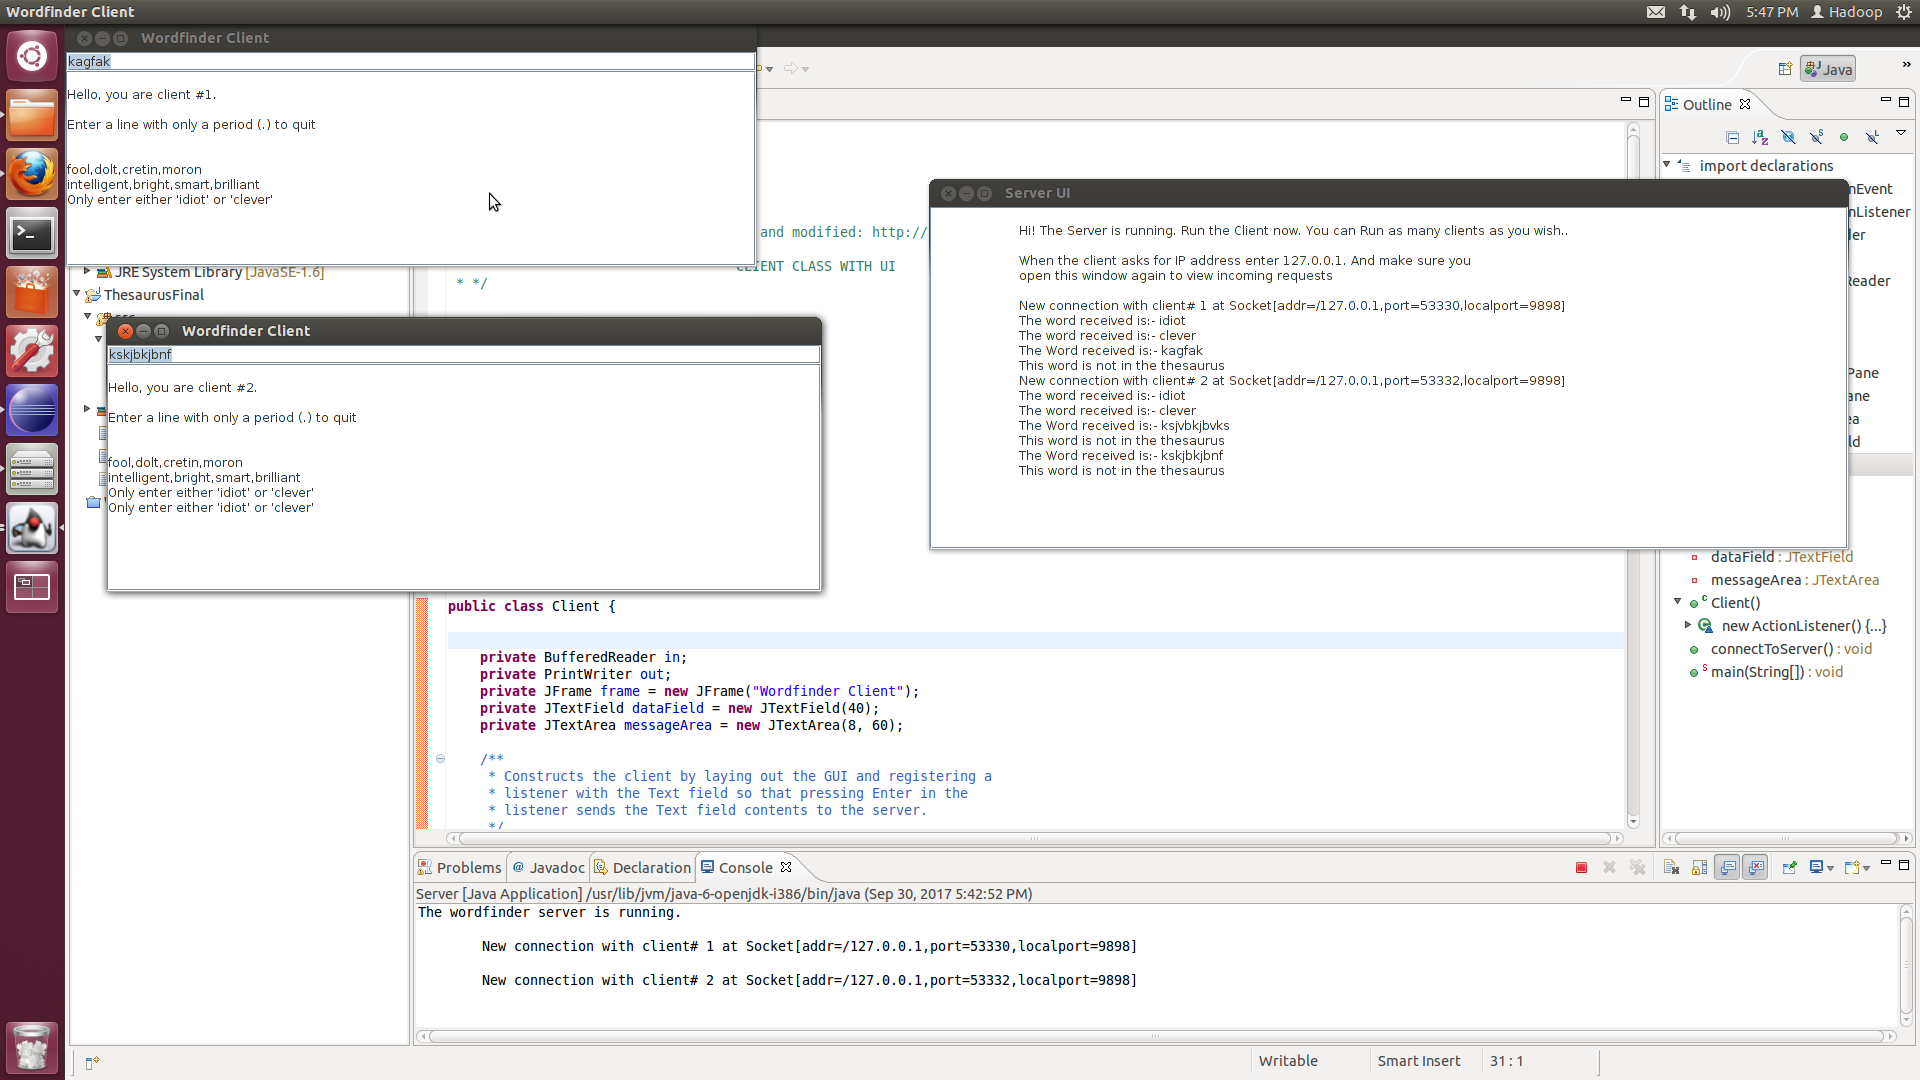 Wordfinder Client
5:47 PM
Hadoop
Wordfinder Client
kagfak
Hello, you are client #1.
Enter a line with only a period (.) to quit
fool,dolt,cretin,moron
intelligent,bright,smart,brilliant
Only enter either 'idiot' or 'clever'
JRE System Library [JavaSE-1.6]
ThesaurusFinal
Wordfinder Client
kskjbkjbnf
Hello, you are client #2.
Enter a line with only a period (.) to quit
fool,dolt,cretin,moron
intelligent,bright,smart,brilliant
Only enter either 'idiot' or 'clever'
Only enter either 'idiot' or 'clever'
and modified: http://
CLIENT CLASS WITH UI
* */
public class Client {
private BufferedReader in;
private PrintWriter out;
private JFrame frame = new JFrame("Wordfinder Client");
private JTextField dataField = new JTextField(40);
private JTextArea messageArea = new JTextArea(8, 60);
/**
* Constructs the client by laying out the GUI and registering a
* listener with the Text field so that pressing Enter in the
* listener sends the Text field contents to the server.
*/
Server UI
Hi! The Server is running. Run the Client now. You can Run as many clients as you wish..
When the client asks for IP address enter 127.0.0.1. And make sure you
open this window again to view incoming requests
New connection with client# 1 at Socket[addr=/127.0.0.1,port=53330,localport=9898]
The word received is:- idiot
The word received is:- clever
The Word received is:- kagfak
This word is not in the thesaurus
New connection with client# 2 at Socket[addr=/127.0.0.1,port=53332,localport=9898]
The word received is:- idiot
The word received is:- clever
The Word received is:- ksjvbkjbvks
This word is not in the thesaurus
The Word received is:- kskjbkjbnf
This word is not in the thesaurus
Java
Outline
import declarations
nEvent
nListener
der
Reader
Pane
ane
ea
ld
dataField : JTextField
messageArea : JTextArea
Client()
new ActionListener() {...}
connectToServer() : void
main(String[]) : void
Problems
@ Javadoc
Declaration
Console
Server [Java Application] /usr/lib/jvm/java-6-openjdk-i386/bin/java (Sep 30, 2017 5:42:52 PM)
The wordfinder server is running.
New connection with client# 1 at Socket[addr=/127.0.0.1,port=53330,localport=9898]
New connection with client# 2 at Socket[addr=/127.0.0.1,port=53332,localport=9898]
Writable
Smart Insert
31 : 1